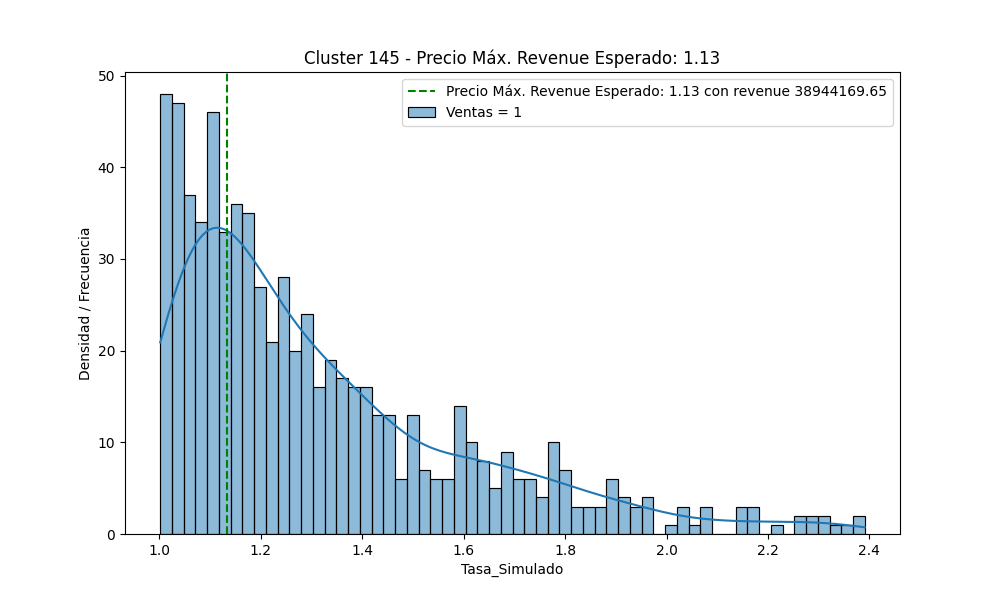 Cluster 145 - Precio Máx. Revenue Esperado: 1.13
Precio Máx. Revenue Esperado: 1.13 con revenue 38944169.65
Ventas = 1
50
40
30
20
10
0
Densidad / Frecuencia
1.0 1.2 1.4 1.6 1.8 2.0 2.2 2.4
Tasa_Simulado